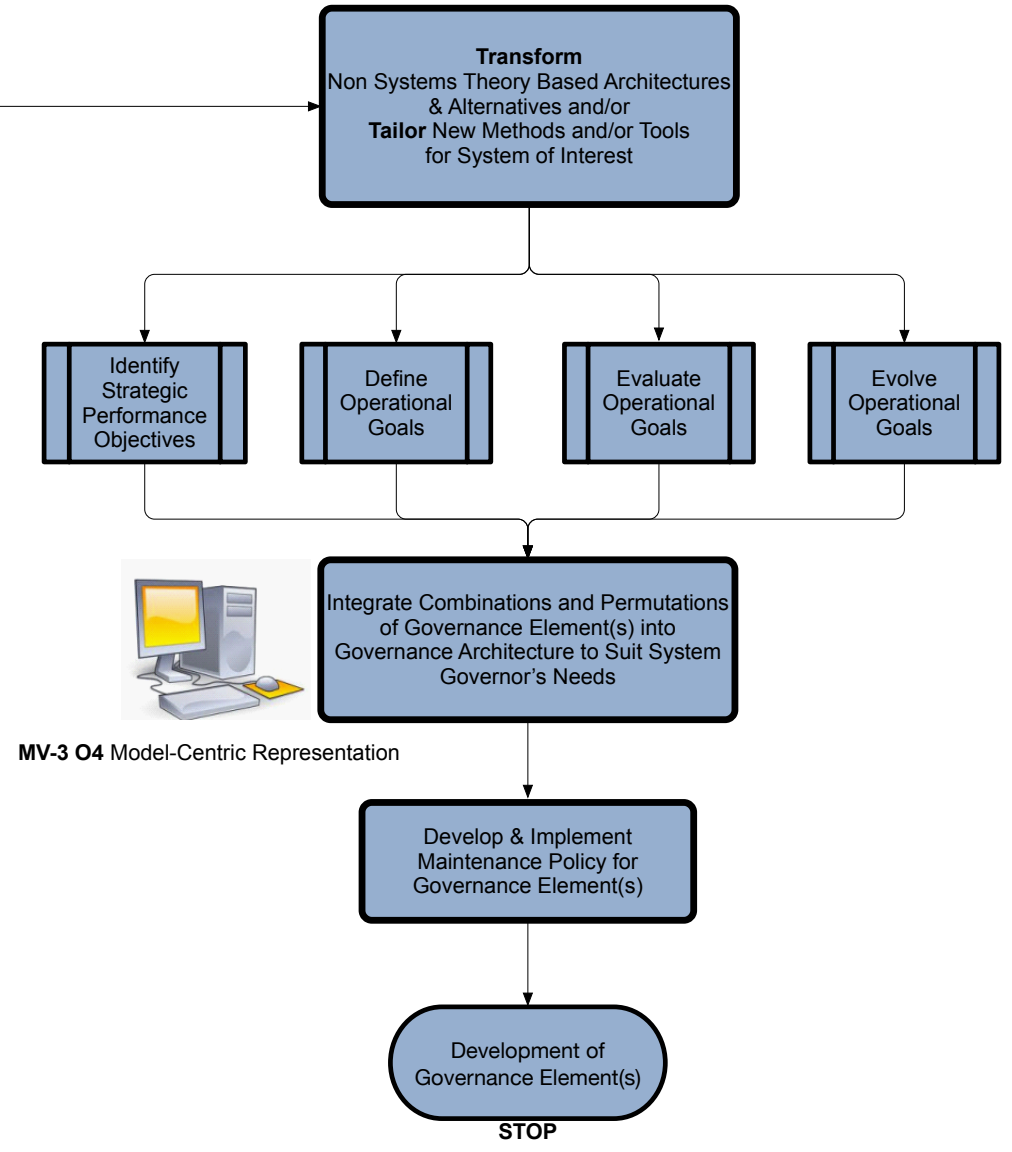 Transform
Non Systems Theory Based Architectures
& Alternatives and/or
Tailor New Methods and/or Tools
for System of Interest
Identify
Strategic
Performance
Objectives
Define
Operational
Goals
Evaluate
Operational
Goals
Evolve
Operational
Goals
Integrate Combinations and Permutations
of Governance Element(s) into
Governance Architecture to Suit System
Governor’s Needs
MV-3 O4 Model-Centric Representation
Develop & Implement
Maintenance Policy for
Governance Element(s)
Development of
Governance Element(s)
STOP